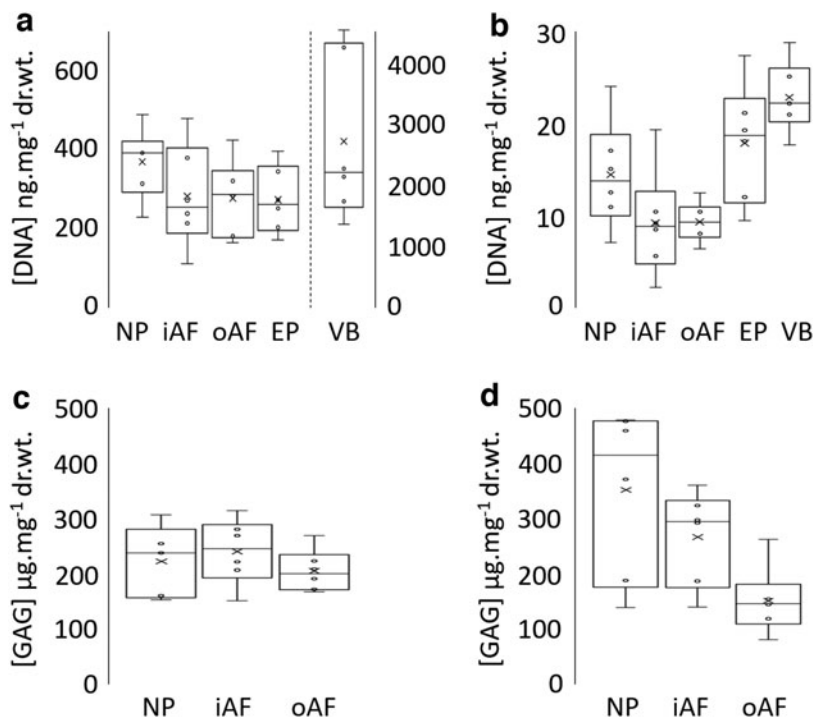 a
[DNA] ng.mg⁻¹ dr.wt.
600
400
200
0
4000
3000
2000
1000
0
NP iAF oAF EP VB
b
[DNA] ng.mg⁻¹ dr.wt.
30
20
10
0
NP iAF oAF EP VB
c
[GAG] µg.mg⁻¹ dr.wt.
500
400
300
200
100
0
NP iAF oAF
d
[GAG] µg.mg⁻¹ dr.wt.
500
400
300
200
100
0
NP iAF oAF